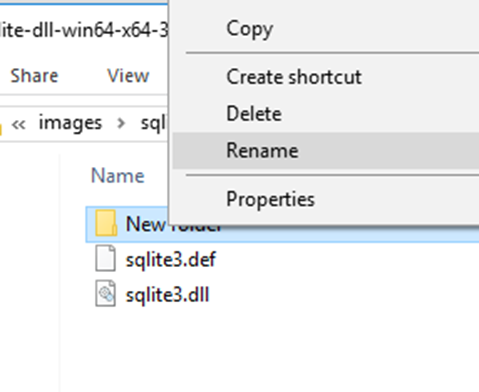 lite-dll-win64-x64-3
Copy
Share View
Create shortcut
Delete
« images > sql
Rename
Name
Properties
New folder
sqlite3.def
sqlite3.dll